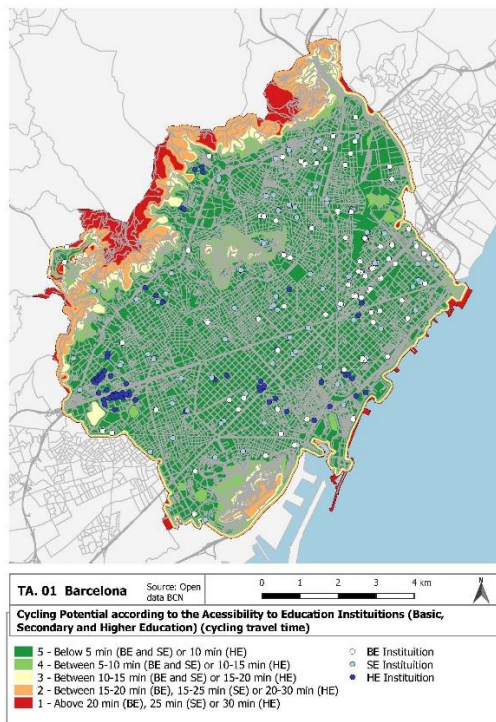 TA. 01 Barcelona
Source: Open
data BCN
0 1 2 3 4 km
N
Cycling Potential according to the Acessibility to Education Instituitions (Basic,
Secondary and Higher Education) (cycling travel time)
5 - Below 5 min (BE and SE) or 10 min (HE)
4 - Between 5-10 min (BE and SE) or 10-15 min (HE)
3 - Between 10-15 min (BE and SE) or 15-20 min (HE)
2 - Between 15-20 min (BE), 15-25 min (SE) or 20-30 min (HE)
1 - Above 20 min (BE), 25 min (SE) or 30 min (HE)
BE Instituition
SE Instituition
HE Instituition